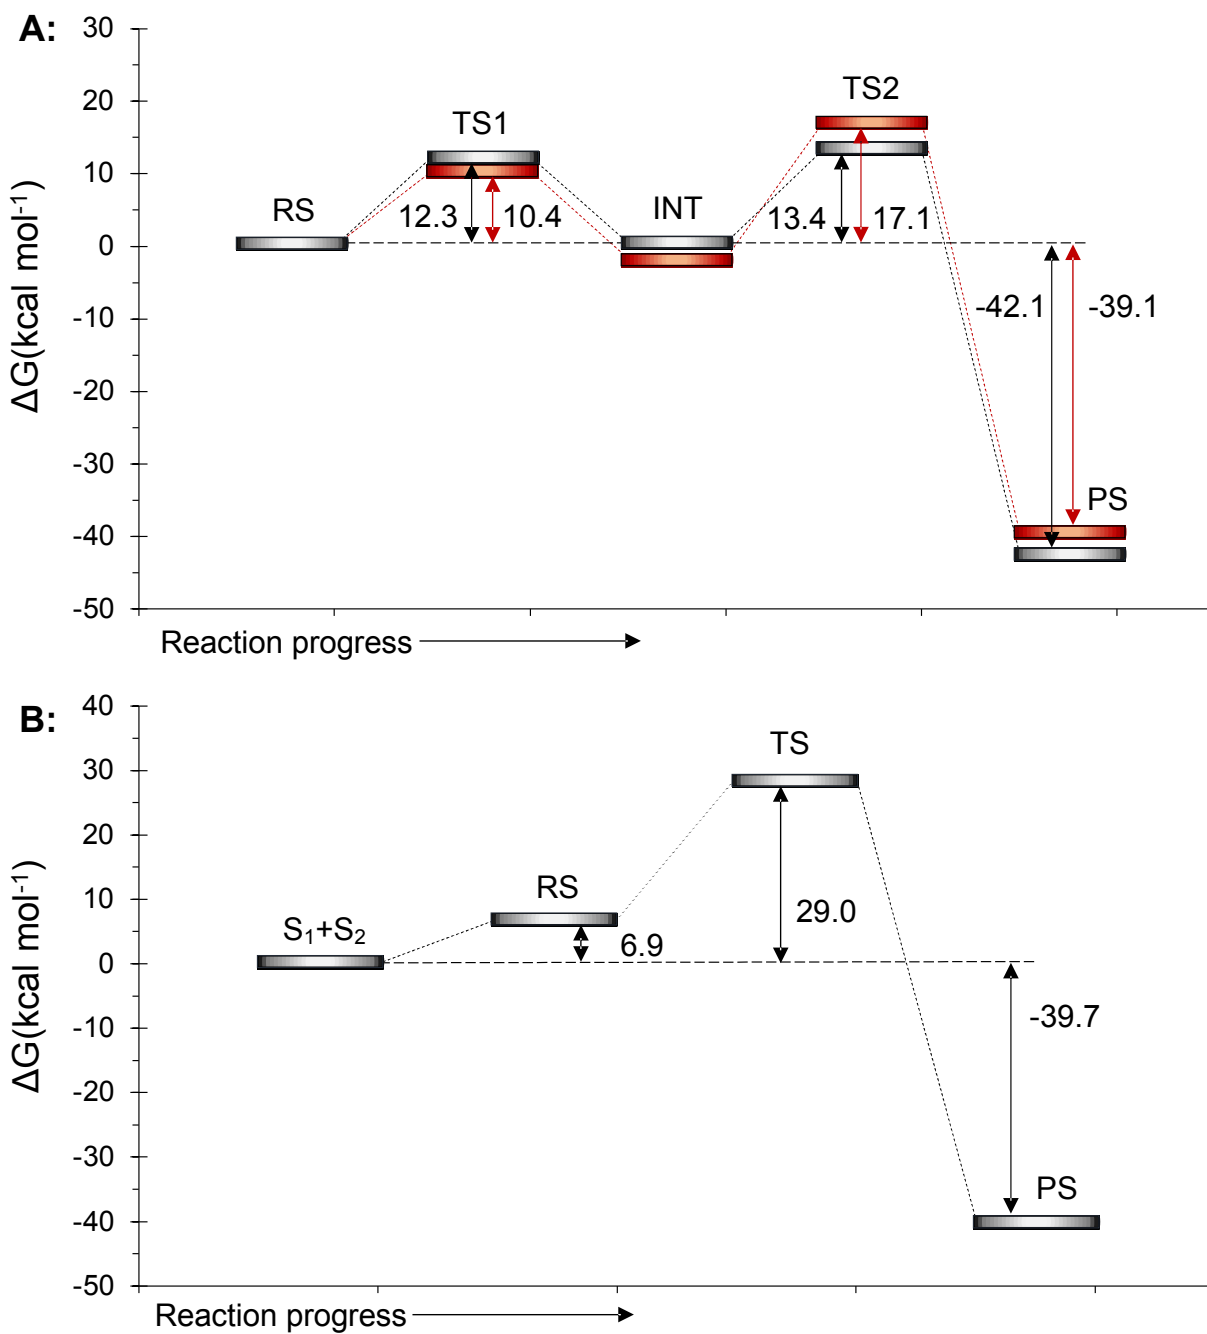 A:
30
20
10
0
-10
-20
-30
-40
-50
ΔG(kcal mol⁻¹)
RS
TS1
12.3
10.4
INT
TS2
13.4
17.1
-42.1
-39.1
PS
Reaction progress
B:
40
30
20
10
0
-10
-20
-30
-40
-50
ΔG(kcal mol⁻¹)
S₁+S₂
RS
6.9
TS
29.0
-39.7
PS
Reaction progress